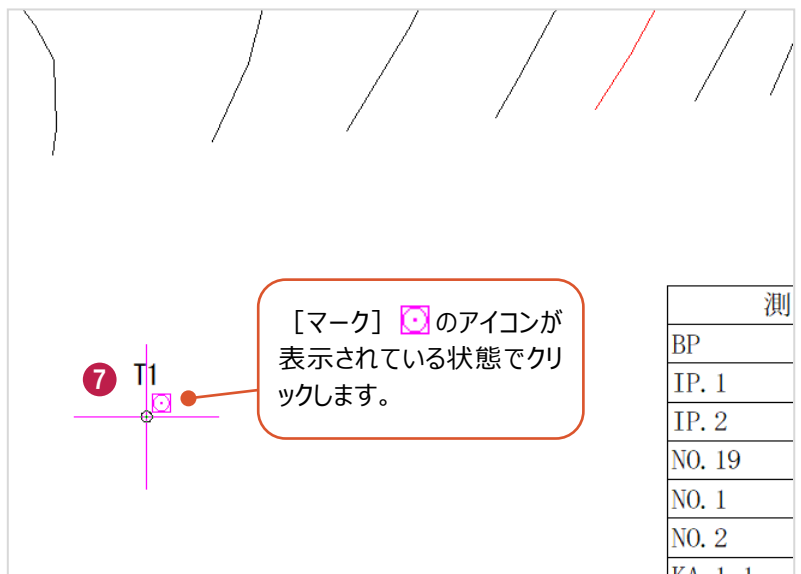 ［マーク］ のアイコンが
表示されている状態でクリ
ックします。
7 T1
測
BP
IP. 1
IP. 2
NO. 19
NO. 1
NO. 2